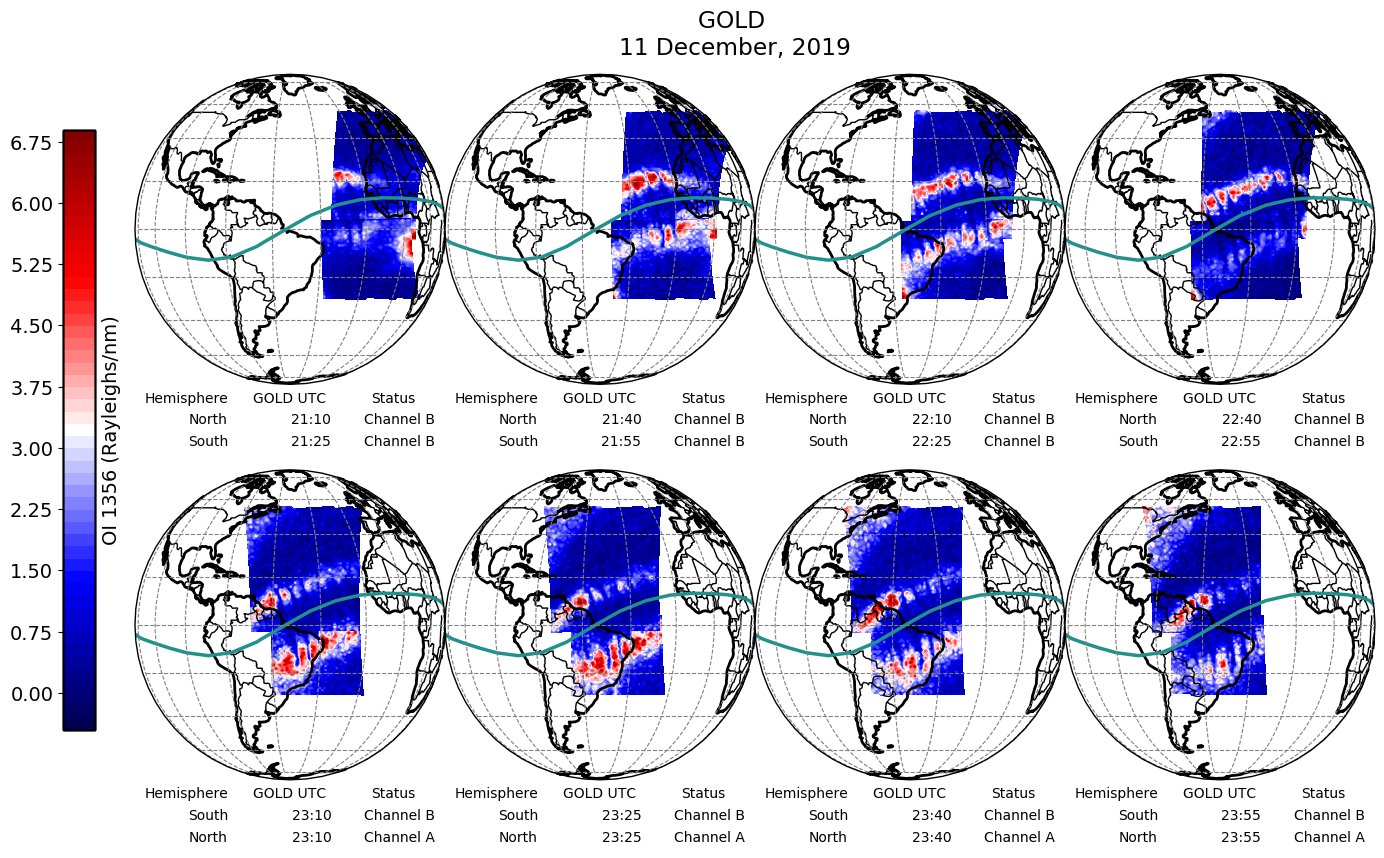 GOLD
11 December, 2019
6.75
6.00
5.25
4.50
3.75
3.00
2.25
1.50
0.75
0.00
OI 1356 (Rayleighs/nm)
Hemisphere GOLD UTC Status
North 21:10 Channel B
South 21:25 Channel B
Hemisphere GOLD UTC Status
North 21:40 Channel B
South 21:55 Channel B
Hemisphere GOLD UTC Status
North 22:10 Channel B
South 22:25 Channel B
Hemisphere GOLD UTC Status
North 22:40 Channel B
South 22:55 Channel B
Hemisphere GOLD UTC Status
South 23:10 Channel B
North 23:10 Channel A
Hemisphere GOLD UTC Status
South 23:25 Channel B
North 23:25 Channel A
Hemisphere GOLD UTC Status
South 23:40 Channel B
North 23:40 Channel A
Hemisphere GOLD UTC Status
South 23:55 Channel B
North 23:55 Channel A